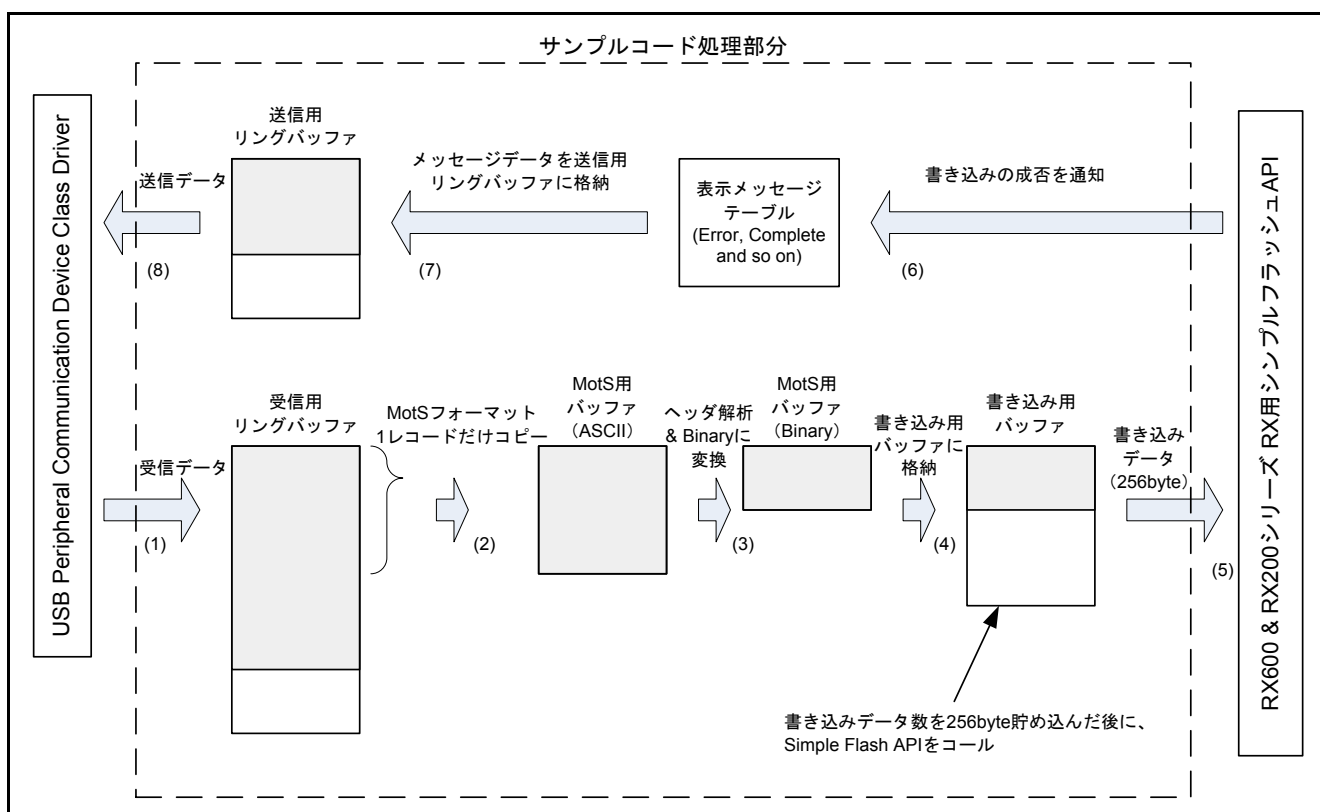 サンプルコード処理部分
USB Peripheral Communication Device Class Driver
送信用
リングバッファ
送信データ
(8)
メッセージデータを送信用
リングバッファに格納
(7)
表示メッセージ
テーブル
(Error, Complete
and so on)
書き込みの成否を通知
(6)
受信データ
(1)
受信用
リングバッファ
MotSフォーマット
1レコードだけコピー
(2)
MotS用
バッファ
（ASCII）
ヘッダ解析
& Binaryに
変換
(3)
MotS用
バッファ
（Binary）
書き込み用
バッファに
格納
(4)
書き込み用
バッファ
書き込み
データ
（256byte）
(5)
書き込みデータ数を256byte貯め込んだ後に、
Simple Flash APIをコール
RX600 & RX200シリーズ RX用シンプルフラッシュAPI